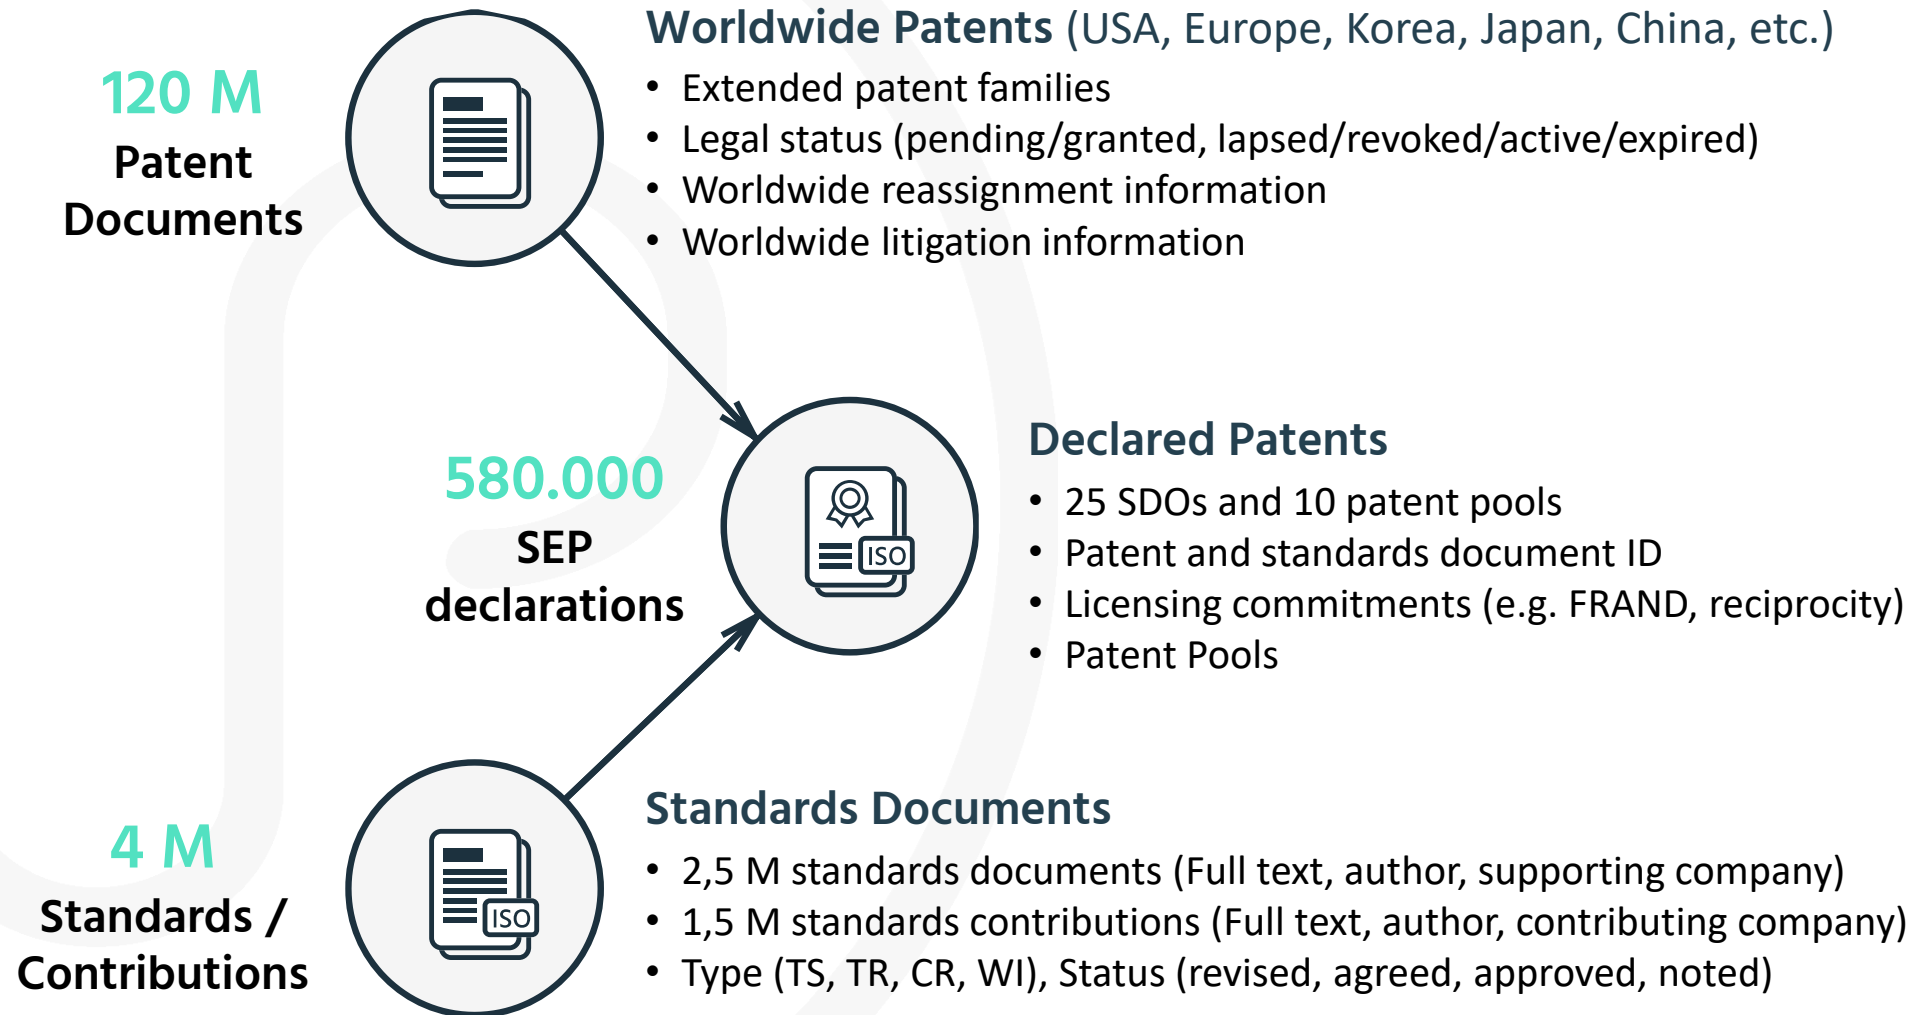 120 M
Patent
Documents
Worldwide Patents (USA, Europe, Korea, Japan, China, etc.)
• Extended patent families
• Legal status (pending/granted, lapsed/revoked/active/expired)
• Worldwide reassignment information
• Worldwide litigation information
580.000
SEP
declarations
ISO
Declared Patents
• 25 SDOs and 10 patent pools
• Patent and standards document ID
• Licensing commitments (e.g. FRAND, reciprocity)
• Patent Pools
4 M
Standards /
Contributions
ISO
Standards Documents
• 2,5 M standards documents (Full text, author, supporting company)
• 1,5 M standards contributions (Full text, author, contributing company)
• Type (TS, TR, CR, WI), Status (revised, agreed, approved, noted)